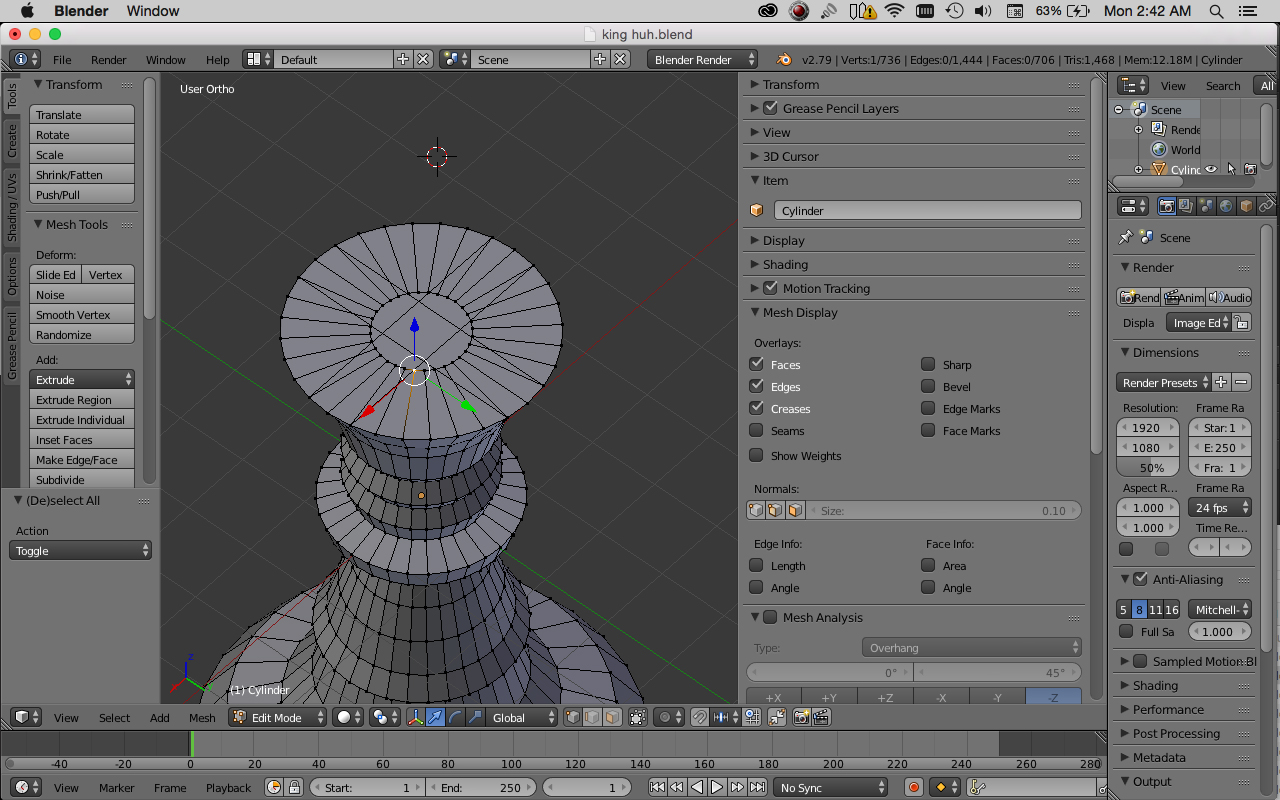 Blender Window 63% Mon 2:42 AM
king huh.blend
File Render Window Help Default Scene Blender Render v2.79 | Verts:1/736 | Edges:0/1,444 | Faces:0/706 | Tris:1,468 | Mem:12.18M | Cylinder
Tools
Create
Shading / UVs
Options
Grease Pencil
Transform
Translate
Rotate
Scale
Shrink/Fatten
Push/Pull
Mesh Tools
Deform:
Slide Ed Vertex
Noise
Smooth Vertex
Randomize
Add:
Extrude
Extrude Region
Extrude Individual
Inset Faces
Make Edge/Face
Subdivide
(De)select All
Action
Toggle
User Ortho
z
(1) Cylinder
Transform
Grease Pencil Layers
View
3D Cursor
Item
Cylinder
Display
Shading
Motion Tracking
Mesh Display
Overlays:
Faces Sharp
Edges Bevel
Creases Edge Marks
Seams Face Marks
Show Weights
Normals:
Size: 0.10
Edge Info: Face Info:
Length Area
Angle Angle
Mesh Analysis
Type: Overhang
0° 45°
+X +Y +Z -X -Y -Z
View Search All
Scene
Rende
World
Cylind
Scene
Render
Rend Anim Audio
Displa Image Ed
Dimensions
Render Presets
Resolution: Frame Ra
1920 Star: 1
1080 E: 250
50% Fra: 1
Aspect R... Frame Ra
1.000 24 fps
1.000 Time Re...
Anti-Aliasing
5 8 11 16 Mitchell-
Full Sa 1.000
Sampled Motion Bl
Shading
Performance
Post Processing
Metadata
Output
View Select Add Mesh Edit Mode Global
-40 -20 0 20 40 60 80 100 120 140 160 180 200 220 240 260 280
View Marker Frame Playback Start: 1 End: 250 1 No Sync